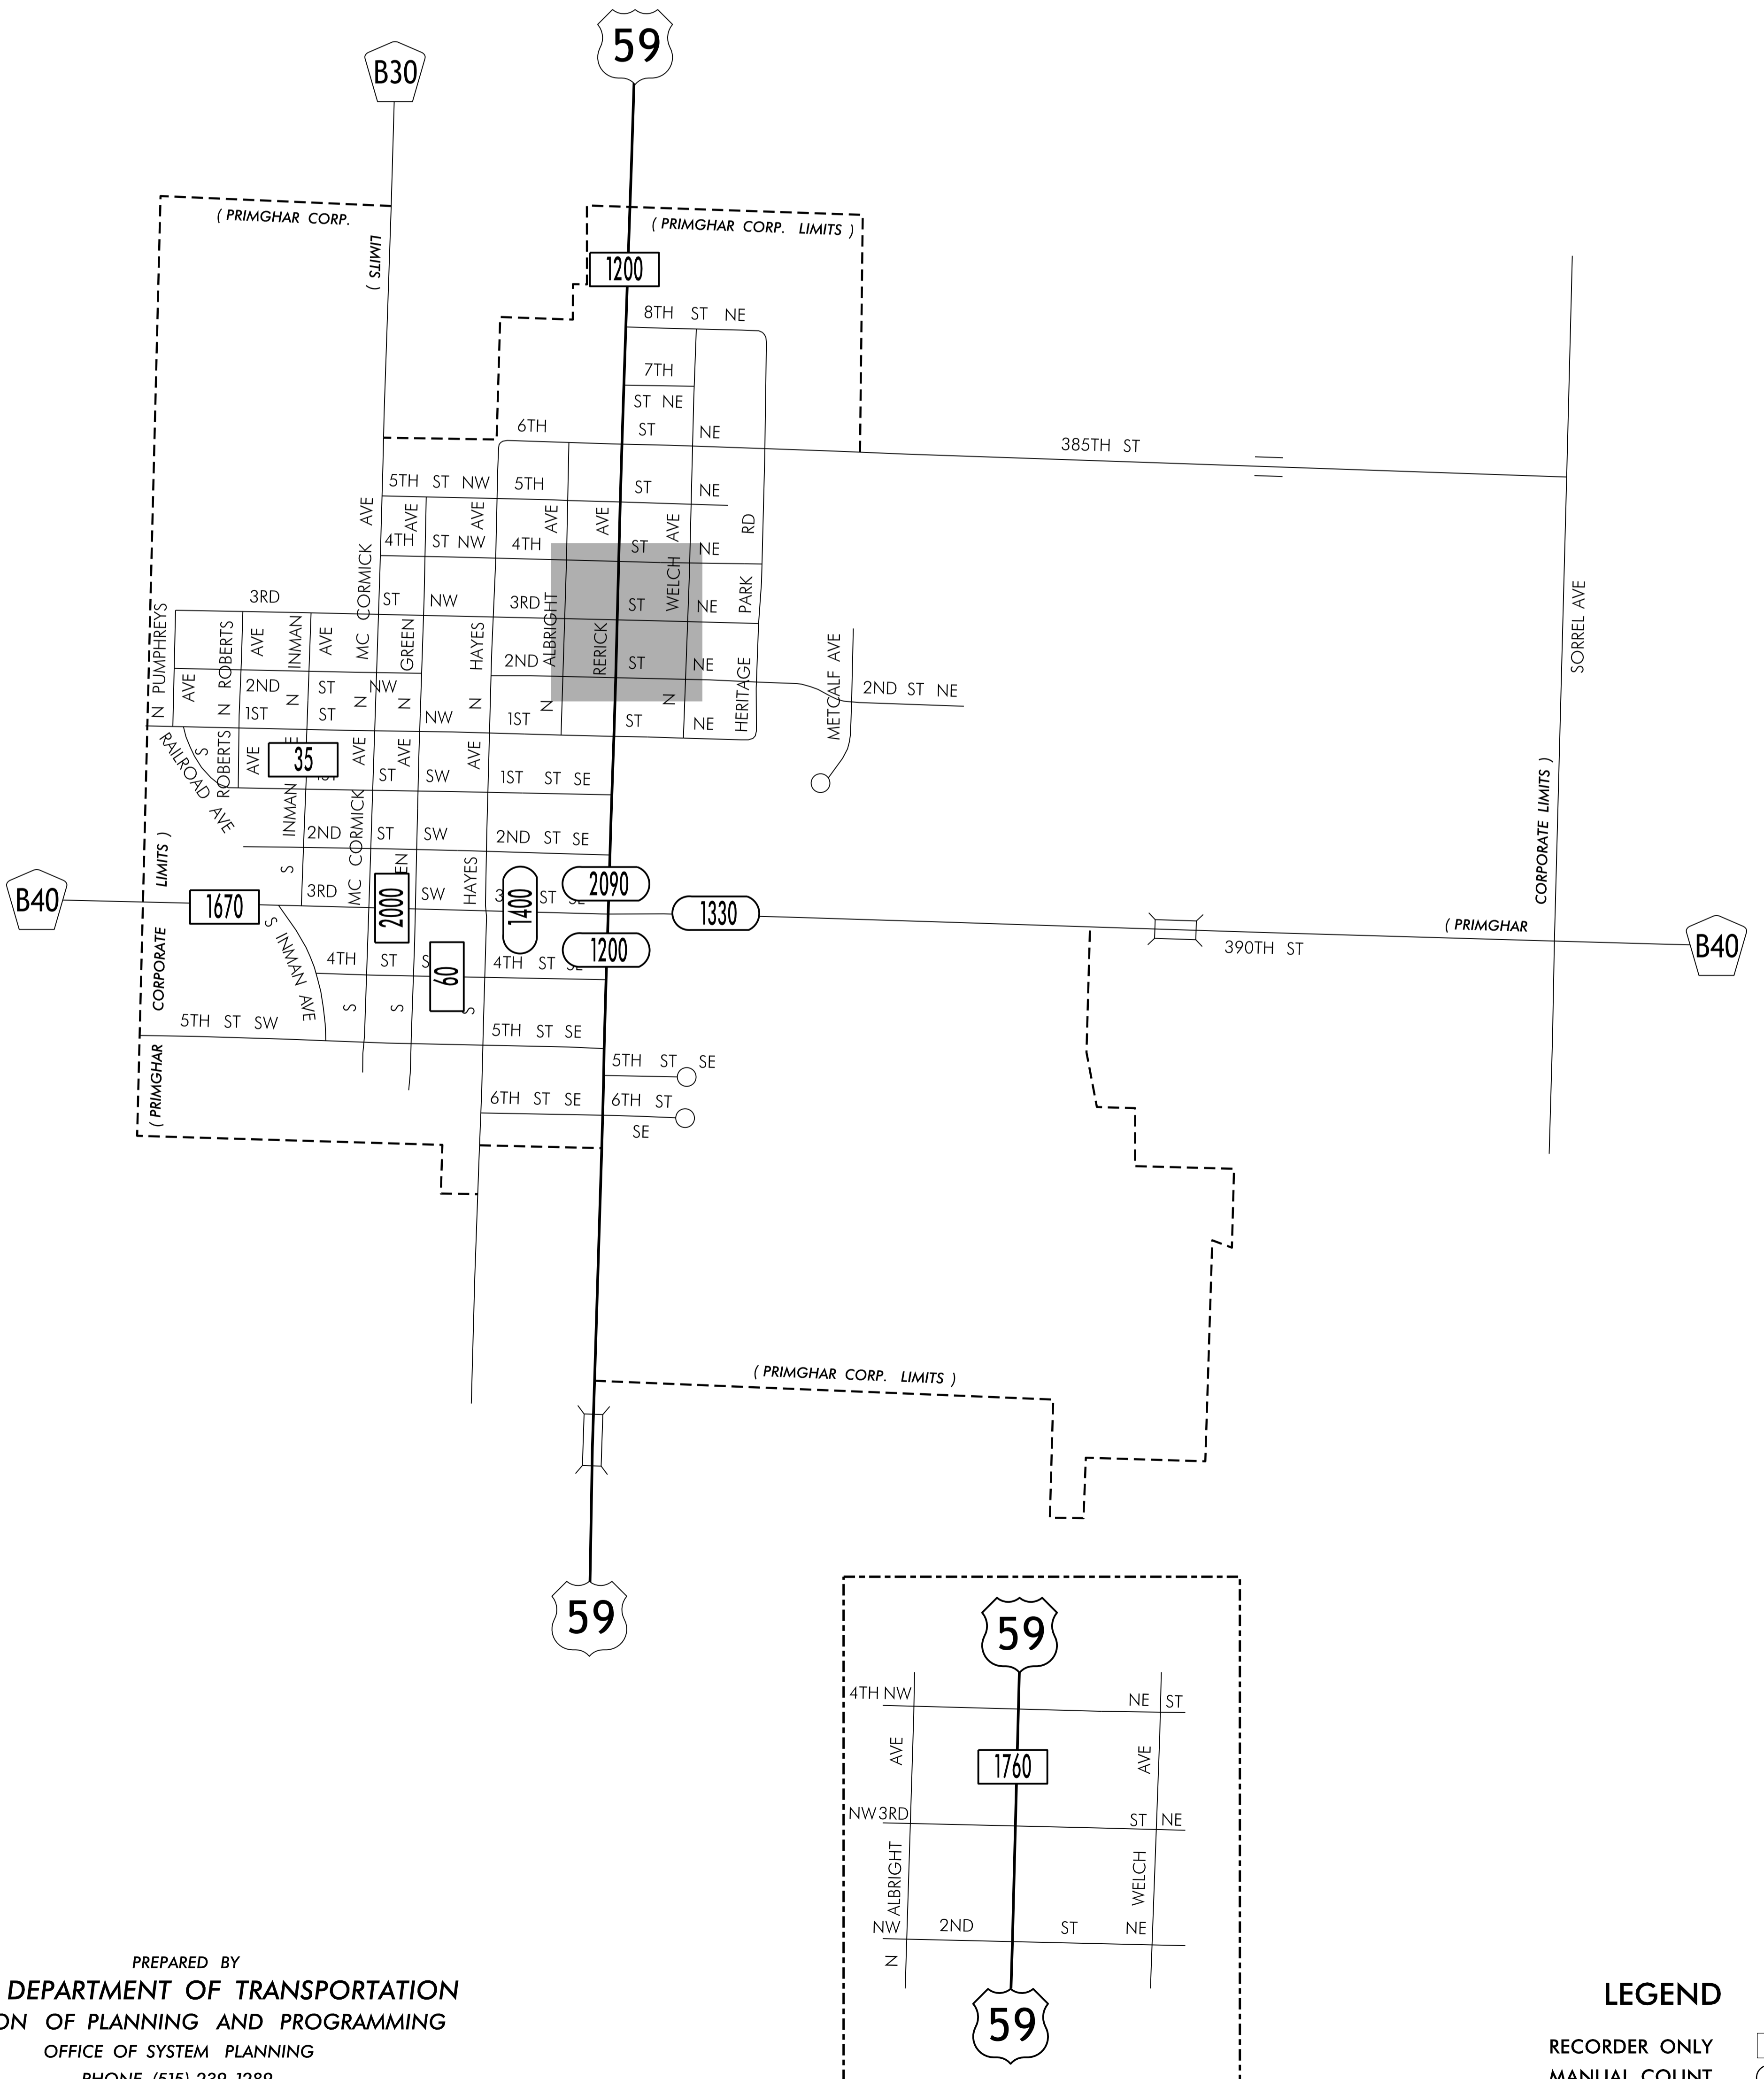 59
B30
( PRIMGHAR CORP.
LIMITS )
( PRIMGHAR CORP. LIMITS )
1200
8TH ST NE
7TH
ST NE
6TH ST NE
385TH ST
5TH ST NW 5TH ST NE
AVE AVE AVE AVE AVE AVE RD
4TH ST NW 4TH ST NE
3RD ST NW 3RD ST NE
N PUMPHREYS AVE
N ROBERTS AVE
N INMAN AVE
N MC CORMICK
N GREEN
N HAYES
N ALBRIGHT
RERICK
N WELCH
HERITAGE PARK
METCALF AVE
SORREL AVE
2ND ST NW 2ND ST NE
2ND ST NE
1ST ST NW 1ST ST NE
RAILROAD AVE
S ROBERTS AVE
35
ST SW 1ST ST SE
S INMAN
AVE AVE AVE
S MC CORMICK
S
S HAYES
2ND ST SW 2ND ST SE
3RD SW ST
B40
1670
2000
1400
2090
1330
1200
60
390TH ST
( PRIMGHAR
CORPORATE LIMITS )
B40
S INMAN AVE
4TH ST 4TH ST
5TH ST SW 5TH ST SE
5TH ST SE
6TH ST SE 6TH ST
SE
( PRIMGHAR CORPORATE LIMITS )
( PRIMGHAR CORP. LIMITS )
59
59
4TH NW NE ST
AVE AVE
1760
NW 3RD ST NE
ALBRIGHT WELCH
NW 2ND ST NE
N
59
PREPARED BY
DEPARTMENT OF TRANSPORTATION
OF PLANNING AND PROGRAMMING
OFFICE OF SYSTEM PLANNING
PHONE (515) 239-1289
LEGEND
RECORDER ONLY
MANUAL COUNT